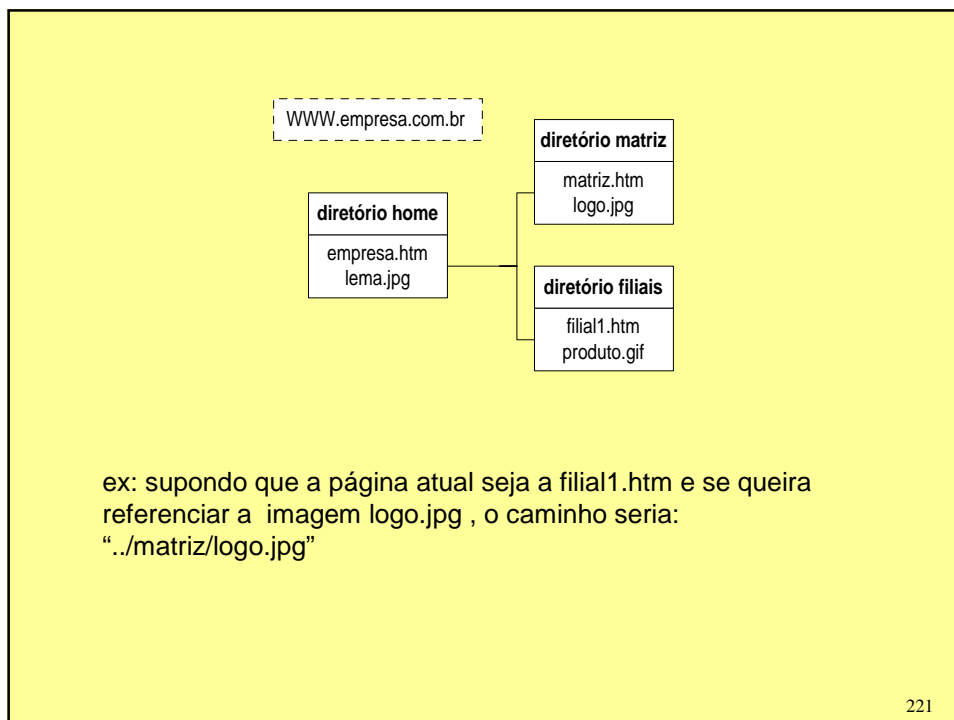 WWW.empresa.com.br
diretório matriz
matriz.htm
logo.jpg
diretório home
empresa.htm
lema.jpg
diretório filiais
filial1.htm
produto.gif
ex: supondo que a página atual seja a filial1.htm e se queira
referenciar a  imagem logo.jpg , o caminho seria:
“../matriz/logo.jpg”
221